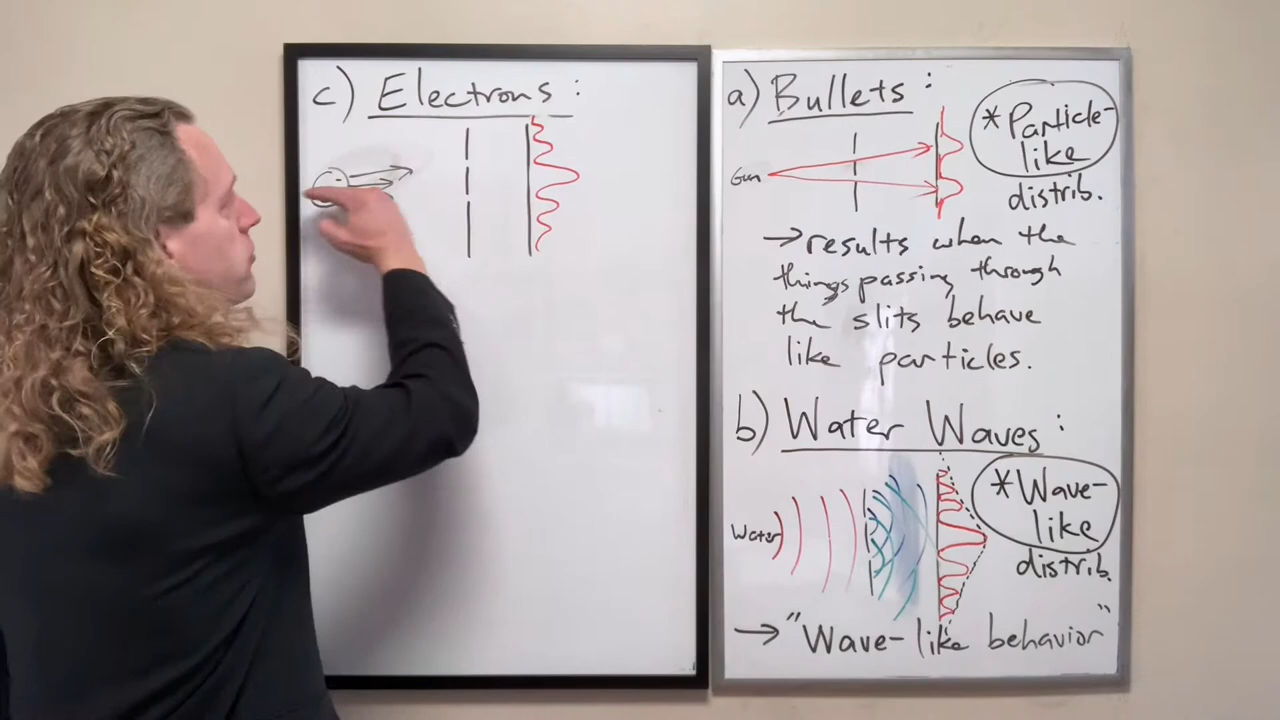 c) Electrons:
-
a) Bullets:
* Particle-
like
distrib.
Gun
→ results when the
things passing through
the slits behave
like particles.
b) Water Waves:
* Wave-
like
distrib.
Water
→ "Wave-like behavior"